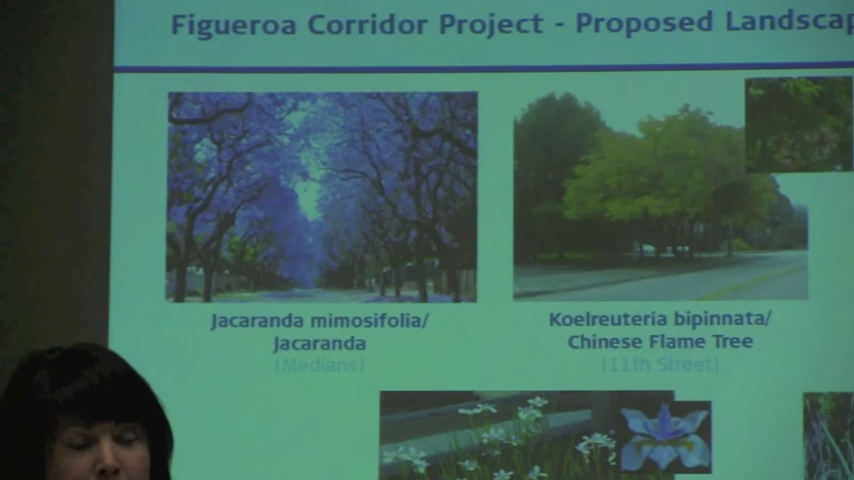 Figueroa Corridor Project - Proposed Landscap
Jacaranda mimosifolia/
Jacaranda
(Medians)
Koelreuteria bipinnata/
Chinese Flame Tree
(11th Street)